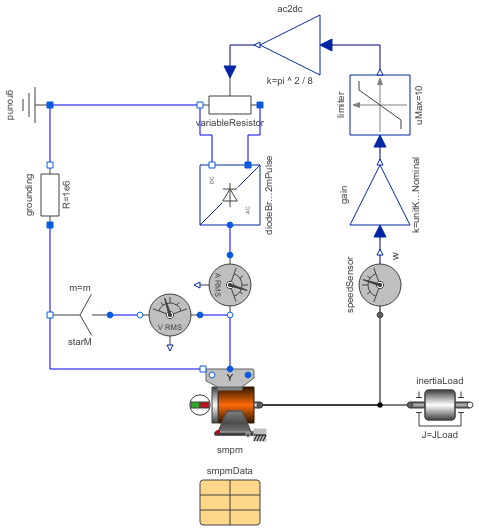 ac2dc
k=pi ^ 2 / 8
ground
variableResistor
limiter
uMax=10
grounding
R=1e6
DC
AC
diodeBr...2mPulse
gain
k=unitK...Nominal
A RMS
speedSensor
w
m=m
starM
V RMS
Y
smpm
inertiaLoad
J=JLoad
smpmData